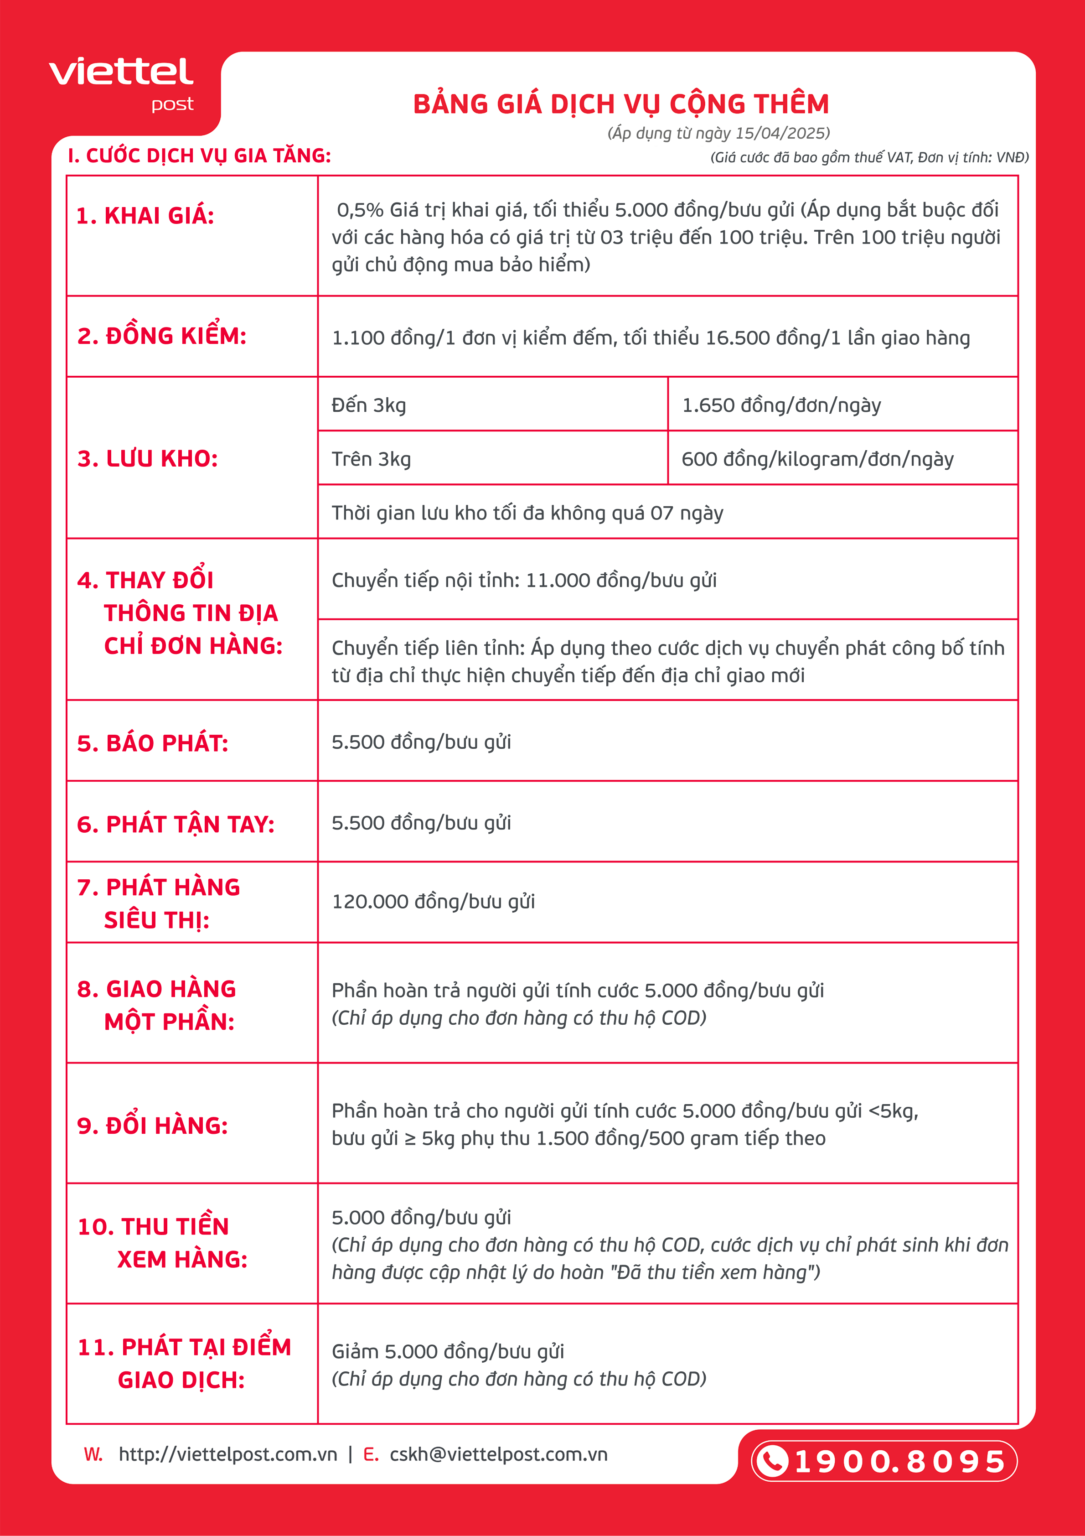 viettel
post
BẢNG GIÁ DỊCH VỤ CỘNG THÊM
(Áp dụng từ ngày 15/04/2025)
I. CƯỚC DỊCH VỤ GIA TĂNG:
(Giá cước đã bao gồm thuế VAT, Đơn vị tính: VNĐ)
1. KHAI GIÁ:
0,5% Giá trị khai giá, tối thiểu 5.000 đồng/bưu gửi (Áp dụng bắt buộc đối
với các hàng hóa có giá trị từ 03 triệu đến 100 triệu. Trên 100 triệu người
gửi chủ động mua bảo hiểm)
2. ĐỒNG KIỂM:
1.100 đồng/1 đơn vị kiểm đếm, tối thiểu 16.500 đồng/1 lần giao hàng
3. LƯU KHO:
Đến 3kg
1.650 đồng/đơn/ngày
Trên 3kg
600 đồng/kilogram/đơn/ngày
Thời gian lưu kho tối đa không quá 07 ngày
4. THAY ĐỔI
THÔNG TIN ĐỊA
CHỈ ĐƠN HÀNG:
Chuyển tiếp nội tỉnh: 11.000 đồng/bưu gửi
Chuyển tiếp liên tỉnh: Áp dụng theo cước dịch vụ chuyển phát công bố tính
từ địa chỉ thực hiện chuyển tiếp đến địa chỉ giao mới
5. BÁO PHÁT:
5.500 đồng/bưu gửi
6. PHÁT TẬN TAY:
5.500 đồng/bưu gửi
7. PHÁT HÀNG
SIÊU THỊ:
120.000 đồng/bưu gửi
8. GIAO HÀNG
MỘT PHẦN:
Phần hoàn trả người gửi tính cước 5.000 đồng/bưu gửi
(Chỉ áp dụng cho đơn hàng có thu hộ COD)
9. ĐỔI HÀNG:
Phần hoàn trả cho người gửi tính cước 5.000 đồng/bưu gửi <5kg,
bưu gửi ≥ 5kg phụ thu 1.500 đồng/500 gram tiếp theo
10. THU TIỀN
XEM HÀNG:
5.000 đồng/bưu gửi
(Chỉ áp dụng cho đơn hàng có thu hộ COD, cước dịch vụ chỉ phát sinh khi đơn
hàng được cập nhật lý do hoàn "Đã thu tiền xem hàng")
11. PHÁT TẠI ĐIỂM
GIAO DỊCH:
Giảm 5.000 đồng/bưu gửi
(Chỉ áp dụng cho đơn hàng có thu hộ COD)
W. http://viettelpost.com.vn | E. cskh@viettelpost.com.vn
1900.8095